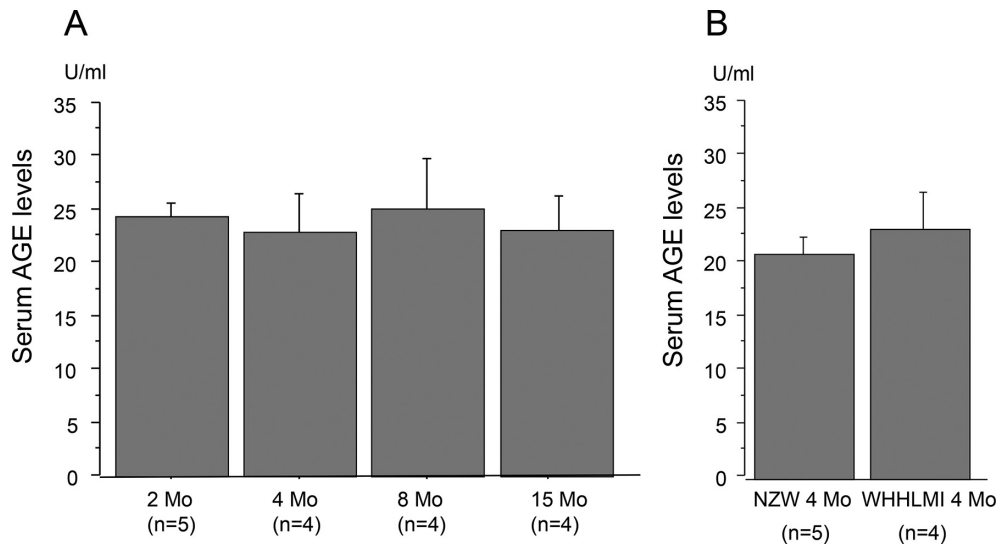 A
U/ml
Serum AGE levels
35
30
25
20
15
10
5
0
2 Mo 4 Mo 8 Mo 15 Mo
(n=5) (n=4) (n=4) (n=4)
B
U/ml
Serum AGE levels
35
30
25
20
15
10
5
0
NZW 4 Mo WHHLMI 4 Mo
(n=5) (n=4)